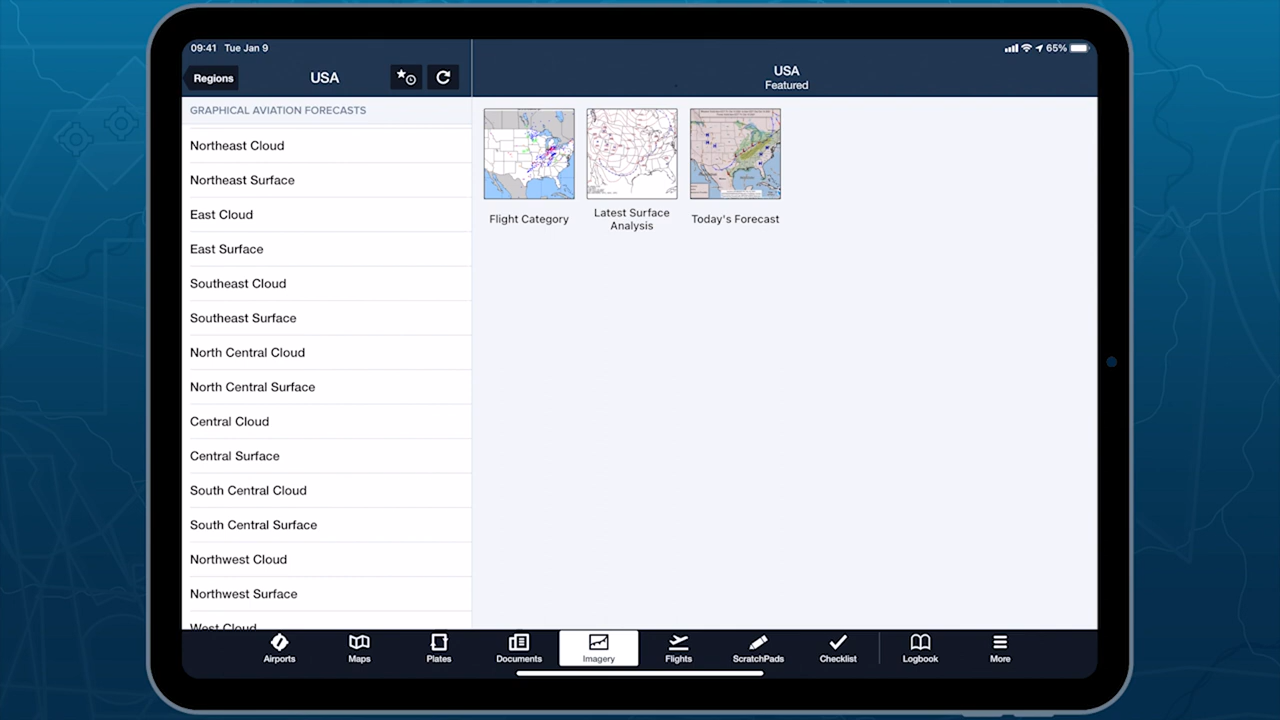 09:41 Tue Jan 9
65%
Regions
USA
USA
Featured
GRAPHICAL AVIATION FORECASTS
Northeast Cloud
Northeast Surface
East Cloud
East Surface
Southeast Cloud
Southeast Surface
North Central Cloud
North Central Surface
Central Cloud
Central Surface
South Central Cloud
South Central Surface
Northwest Cloud
Northwest Surface
West Cloud
Flight Category
Latest Surface
Analysis
Today's Forecast
Airports
Maps
Plates
Documents
Imagery
Flights
ScratchPads
Checklist
Logbook
More